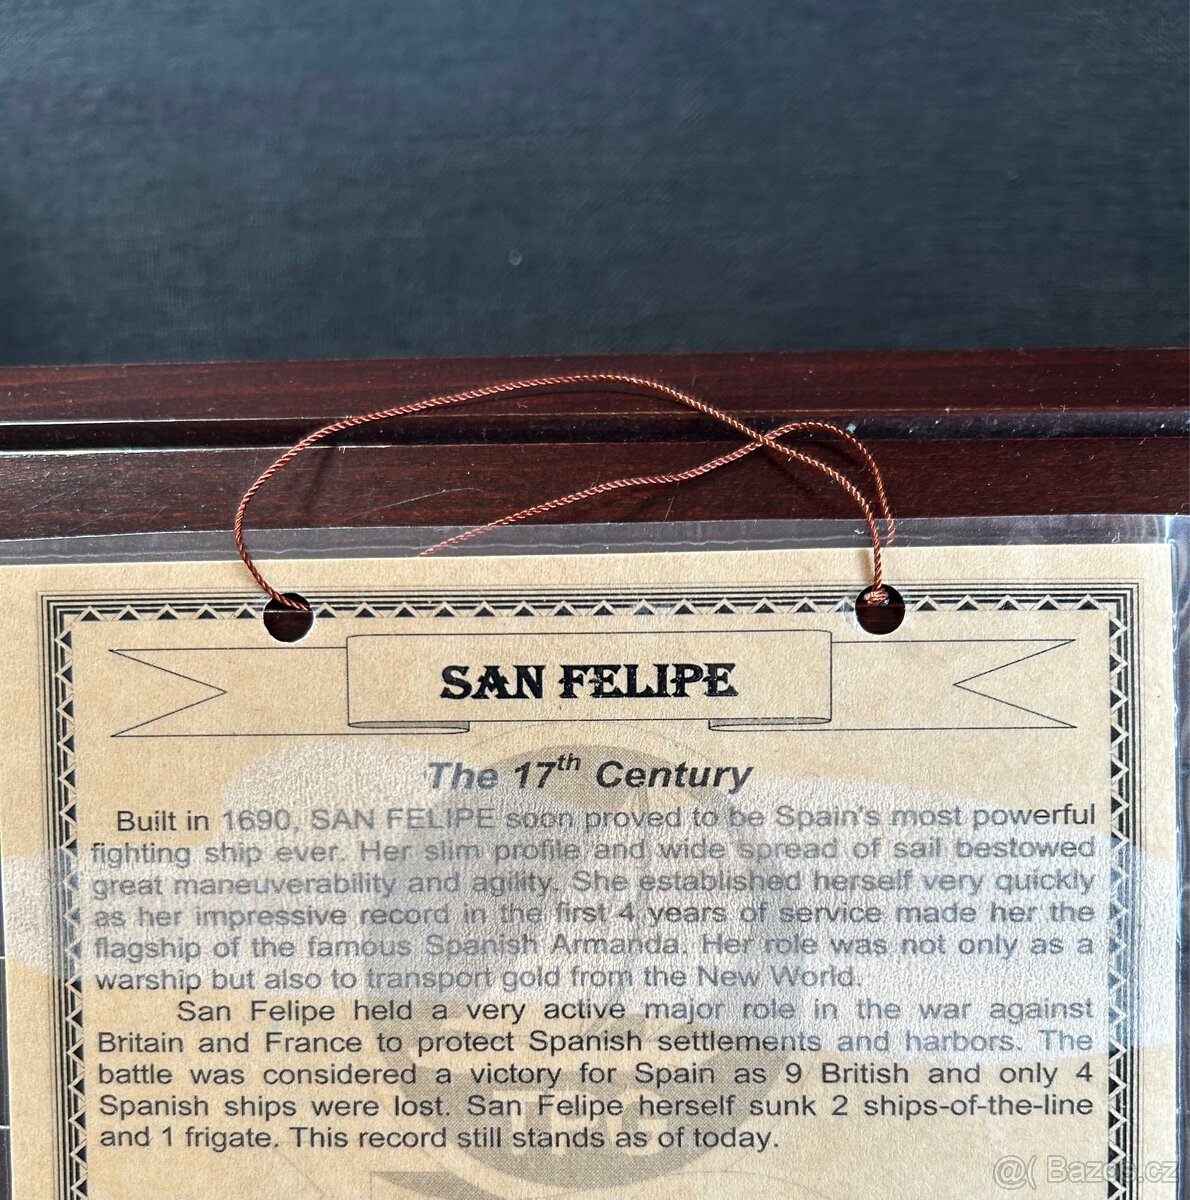 SAN FELIPE
The 17th Century
Built in 1690, SAN FELIPE soon proved to be Spain's most powerful
fighting ship ever. Her slim profile and wide spread of sail bestowed
great maneuverability and agility. She established herself very quickly
as her impressive record in the first 4 years of service made her the
flagship of the famous Spanish Armanda. Her role was not only as a
warship but also to transport gold from the New World.
San Felipe held a very active major role in the war against
Britain and France to protect Spanish settlements and harbors. The
battle was considered a victory for Spain as 9 British and only 4
Spanish ships were lost. San Felipe herself sunk 2 ships-of-the-line
and 1 frigate. This record still stands as of today.
Bazos.cz